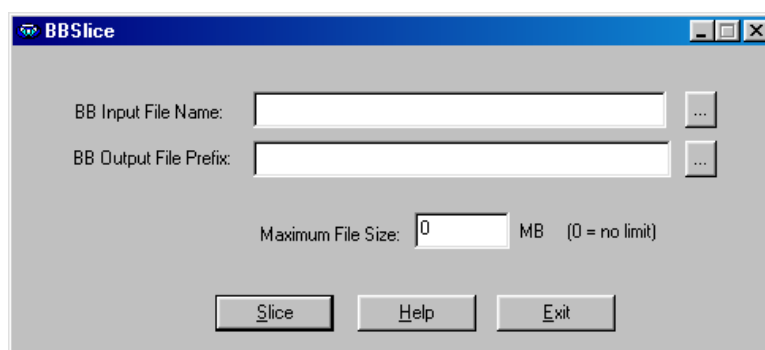 BBSlice
BB Input File Name: ...
BB Output File Prefix: ...
Maximum File Size: 0 MB (0 = no limit)
Slice Help Exit